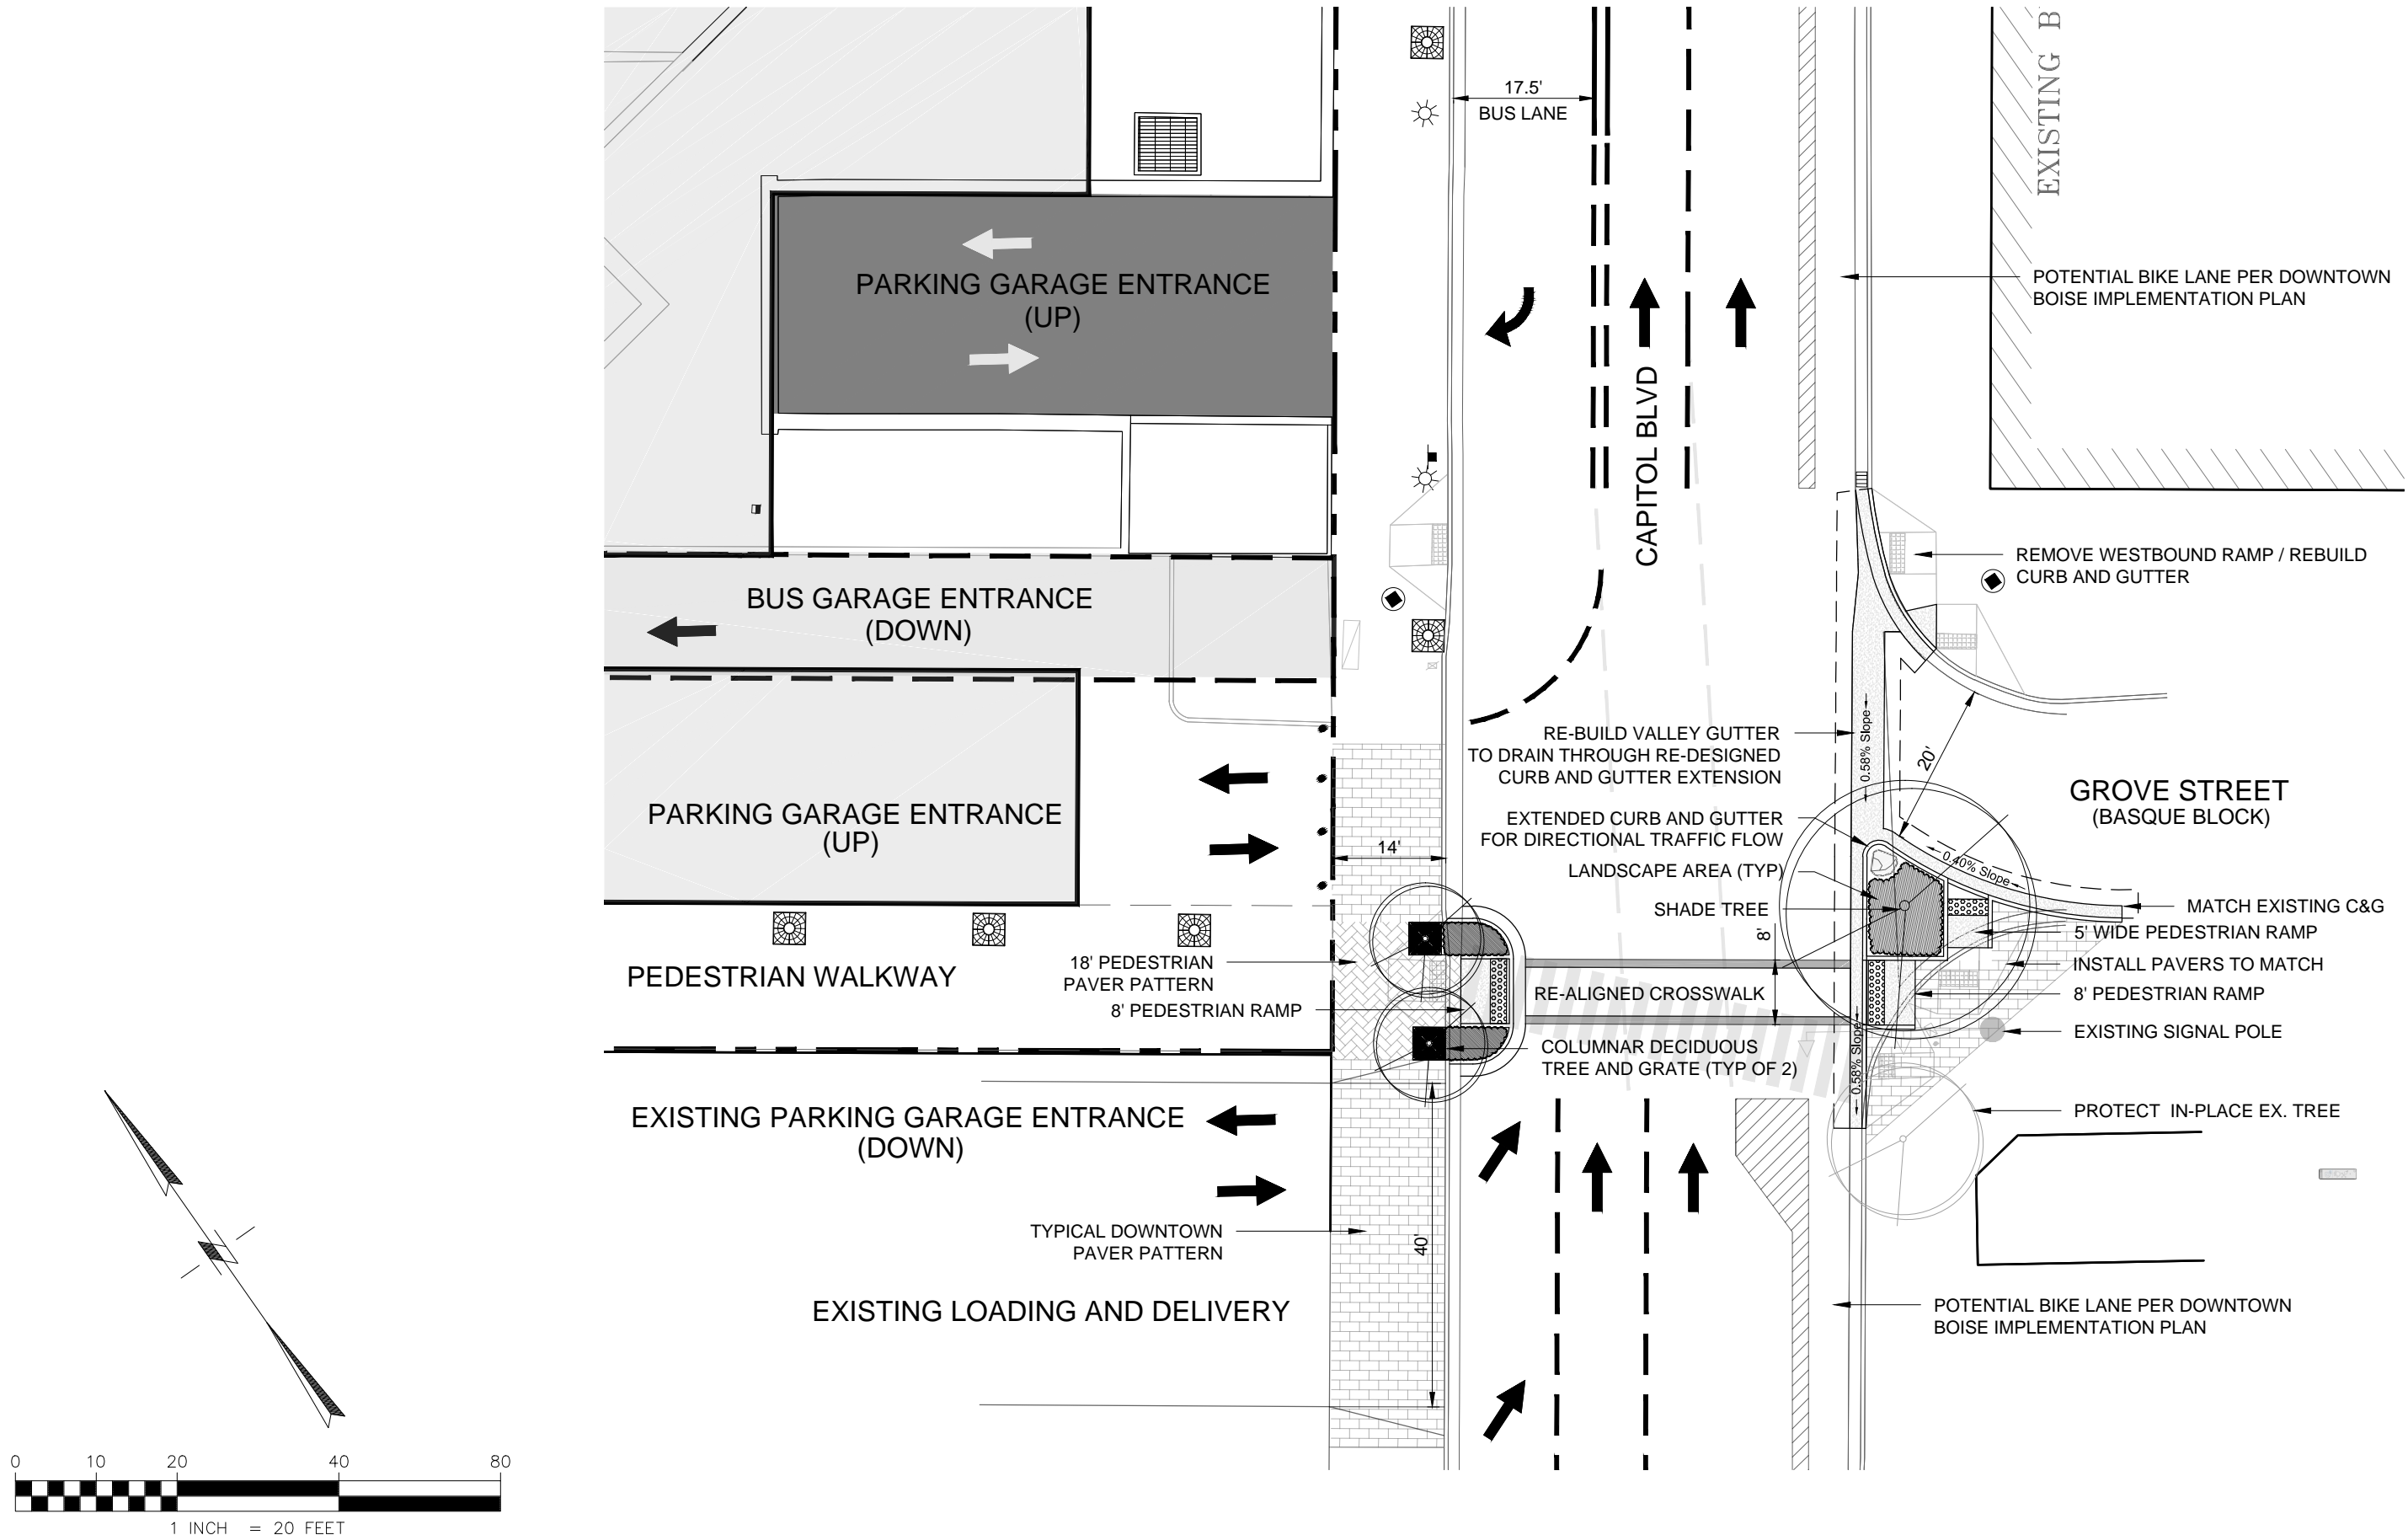 EXISTING B
17.5'
BUS LANE
PARKING GARAGE ENTRANCE
(UP)
CAPITOL BLVD
POTENTIAL BIKE LANE PER DOWNTOWN
BOISE IMPLEMENTATION PLAN
REMOVE WESTBOUND RAMP / REBUILD
CURB AND GUTTER
BUS GARAGE ENTRANCE
(DOWN)
RE-BUILD VALLEY GUTTER
TO DRAIN THROUGH RE-DESIGNED
CURB AND GUTTER EXTENSION
0.58% Slope
20'
GROVE STREET
(BASQUE BLOCK)
PARKING GARAGE ENTRANCE
(UP)
EXTENDED CURB AND GUTTER
FOR DIRECTIONAL TRAFFIC FLOW
14'
0.40% Slope
LANDSCAPE AREA (TYP)
SHADE TREE
8'
MATCH EXISTING C&G
5' WIDE PEDESTRIAN RAMP
INSTALL PAVERS TO MATCH
8' PEDESTRIAN RAMP
EXISTING SIGNAL POLE
PEDESTRIAN WALKWAY
18' PEDESTRIAN
PAVER PATTERN
8' PEDESTRIAN RAMP
RE-ALIGNED CROSSWALK
0.58% Slope
COLUMNAR DECIDUOUS
TREE AND GRATE (TYP OF 2)
PROTECT IN-PLACE EX. TREE
EXISTING PARKING GARAGE ENTRANCE
(DOWN)
TYPICAL DOWNTOWN
PAVER PATTERN
40'
EXISTING LOADING AND DELIVERY
POTENTIAL BIKE LANE PER DOWNTOWN
BOISE IMPLEMENTATION PLAN
0 10 20 40 80
1 INCH = 20 FEET